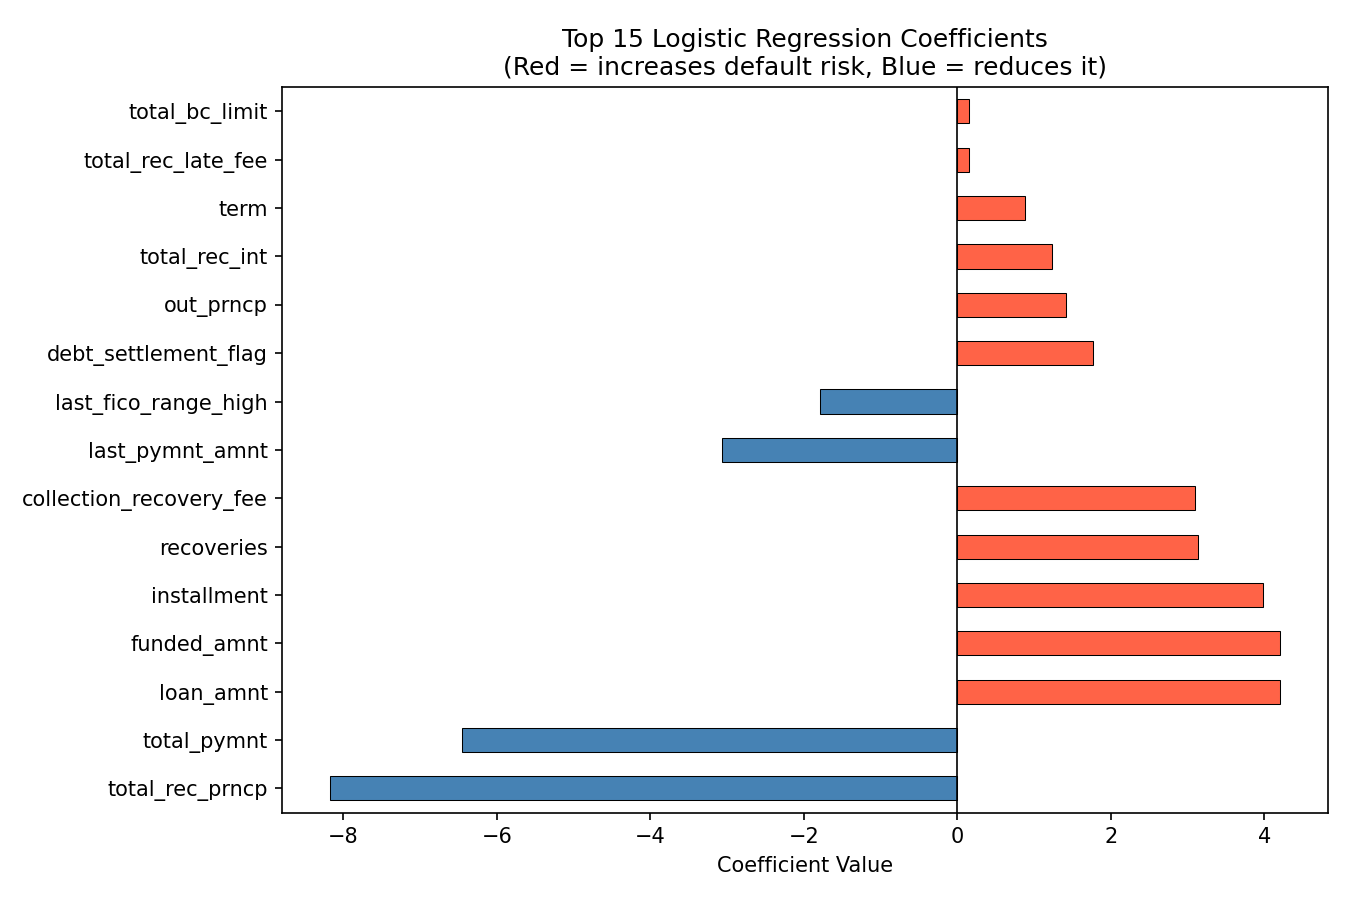 Top 15 Logistic Regression Coefficients
(Red = increases default risk, Blue = reduces it)
total_bc_limit
total_rec_late_fee
term
total_rec_int
out_prncp
debt_settlement_flag
last_fico_range_high
last_pymnt_amnt
collection_recovery_fee
recoveries
installment
funded_amnt
loan_amnt
total_pymnt
total_rec_prncp
−8 −6 −4 −2 0 2 4
Coefficient Value